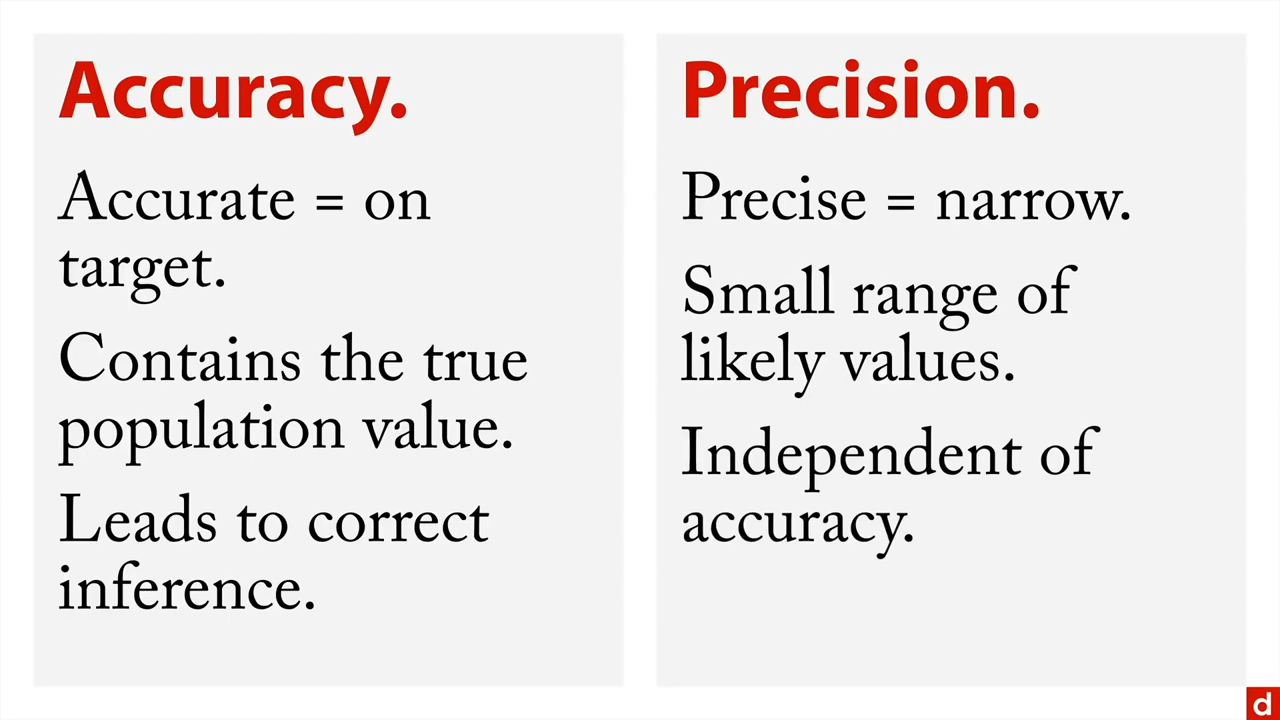 Accuracy.
Accurate = on
target.
Contains the true
population value.
Leads to correct
inference.
Precision.
Precise = narrow.
Small range of
likely values.
Independent of
accuracy.
d